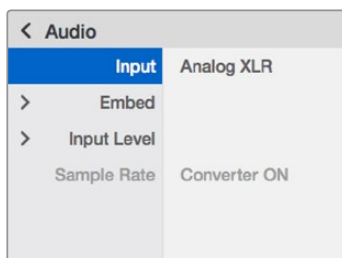 < Audio
Input Analog XLR
> Embed
> Input Level
Sample Rate Converter ON